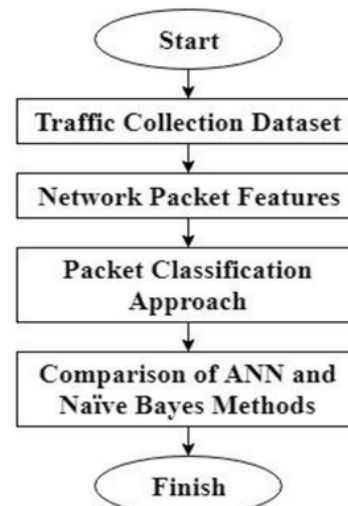 Start
Traffic Collection Dataset
Network Packet Features
Packet Classification
Approach
Comparison of ANN and
Naïve Bayes Methods
Finish